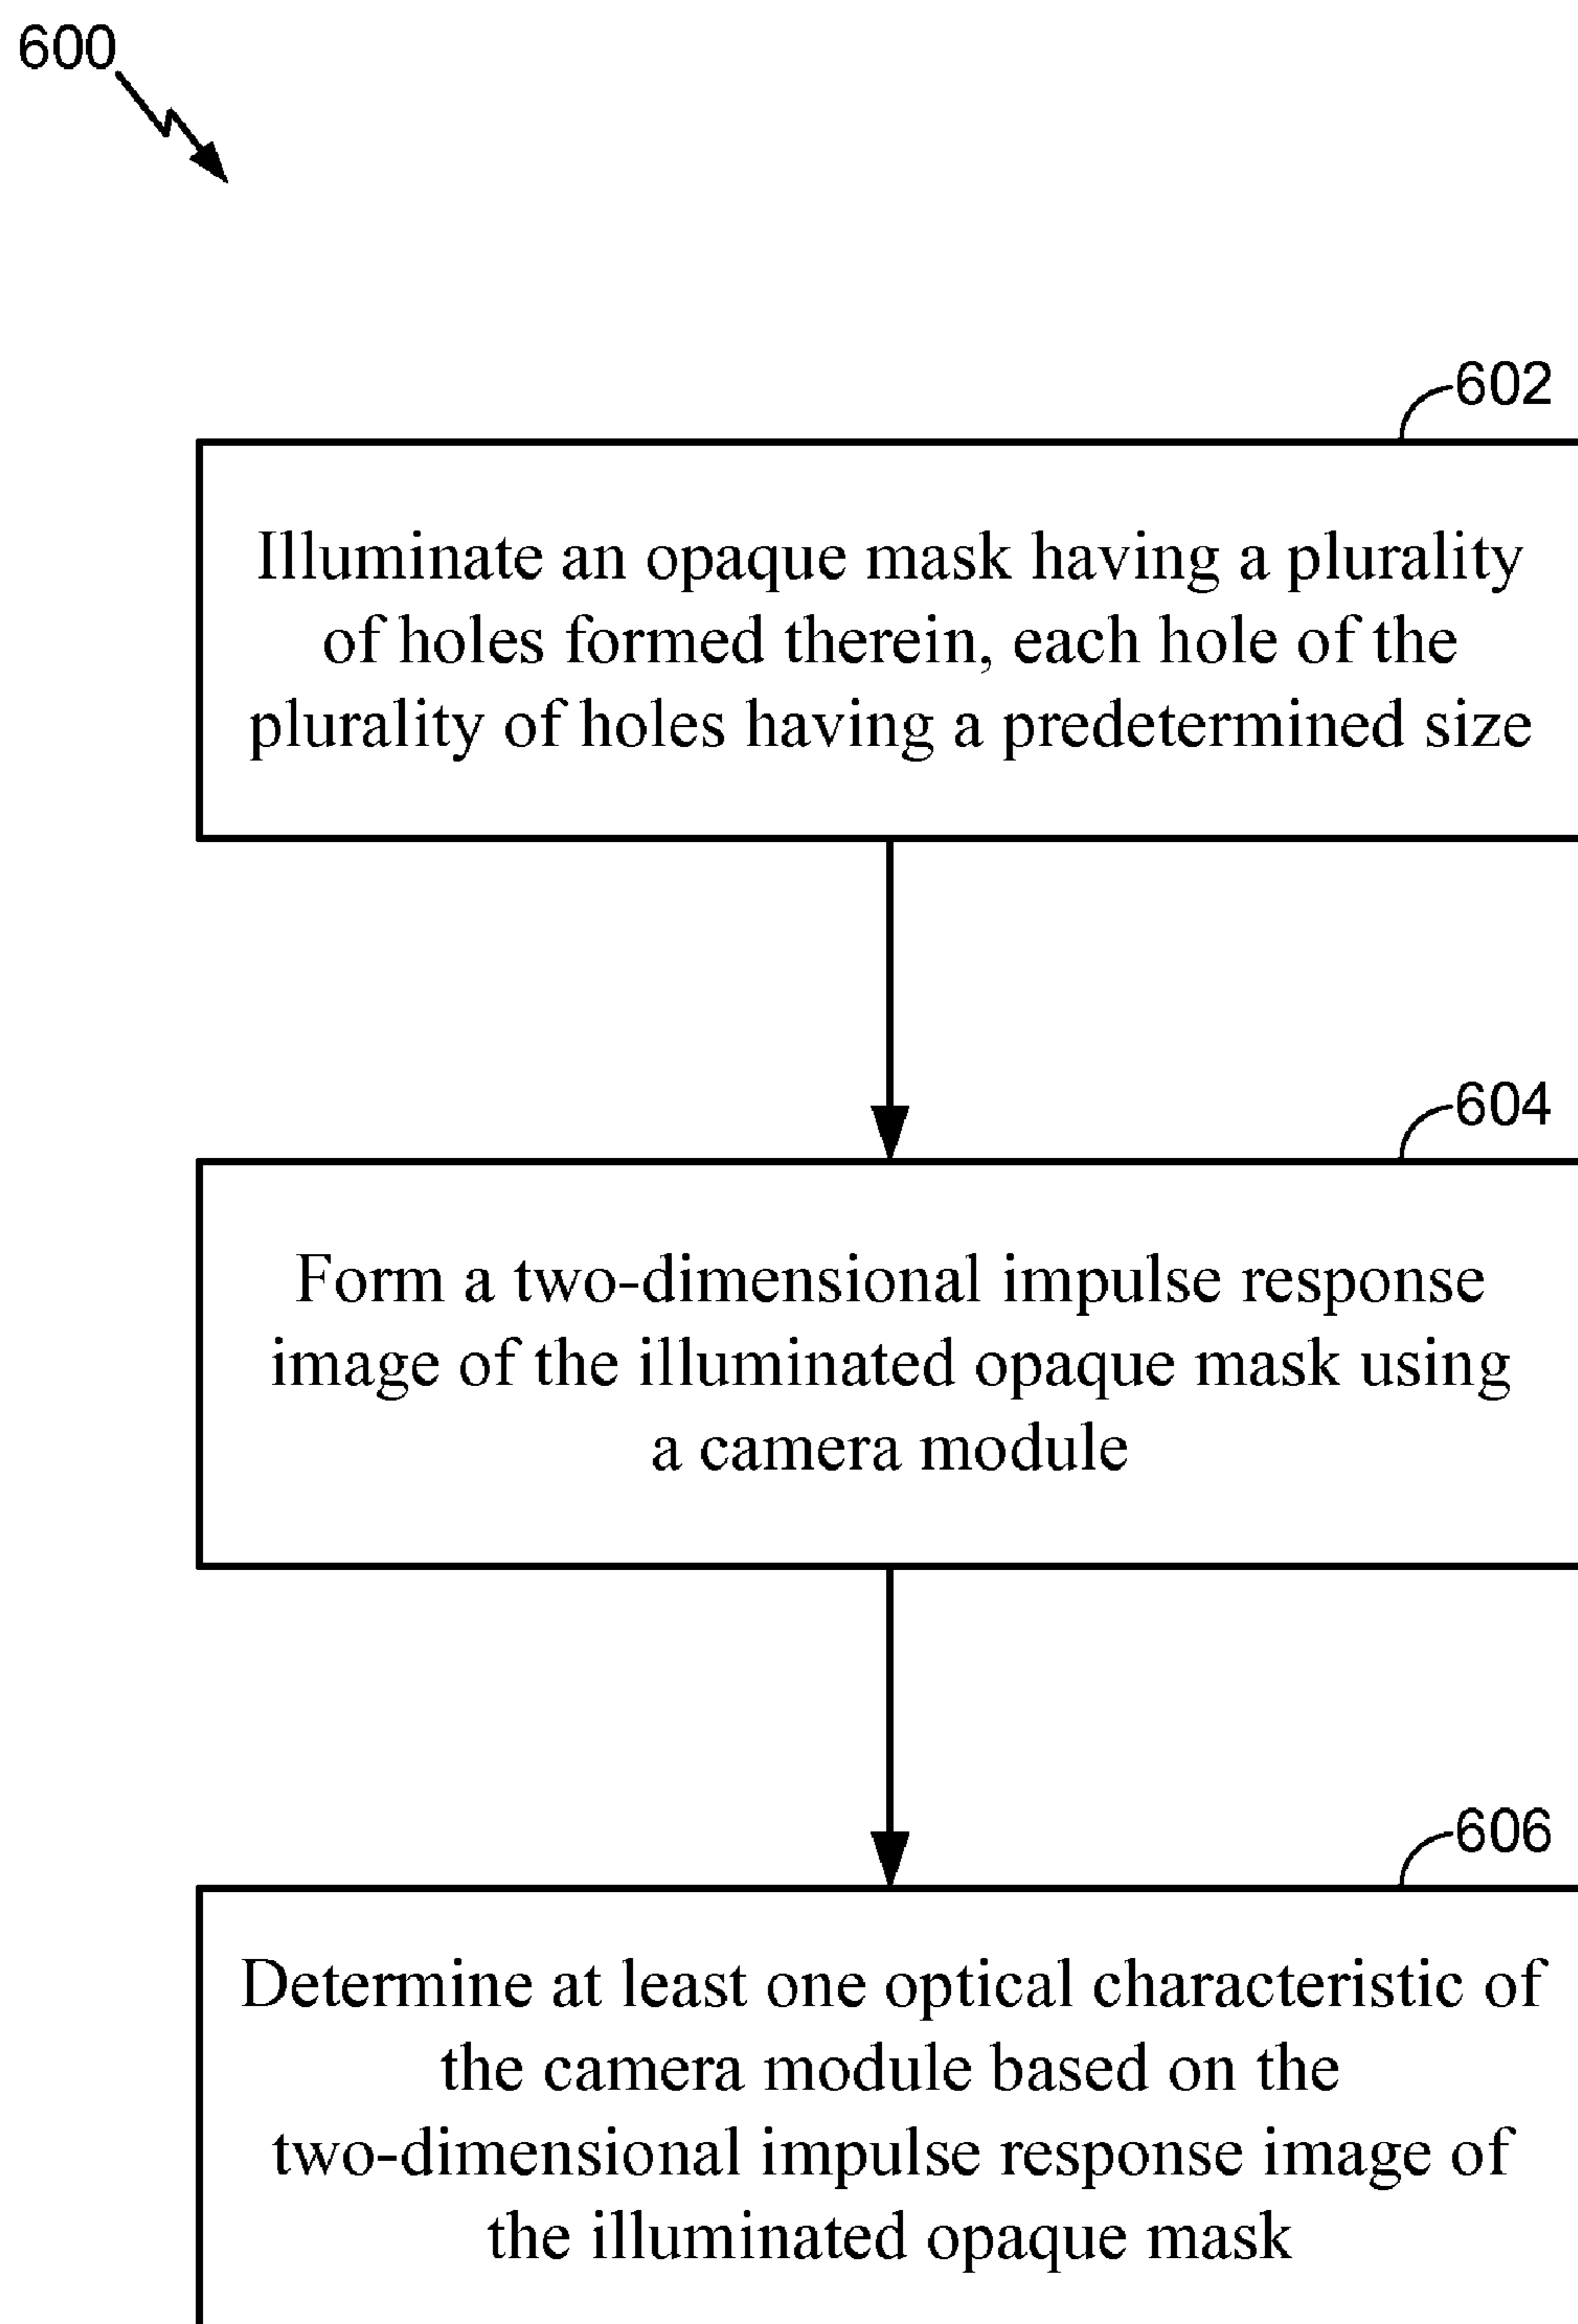 600
602
Illuminate an opaque mask having a plurality
of holes formed therein, each hole of the
plurality of holes having a predetermined size
604
Form a two-dimensional impulse response
image of the illuminated opaque mask using
a camera module
606
Determine at least one optical characteristic of
the camera module based on the
two-dimensional impulse response image of
the illuminated opaque mask